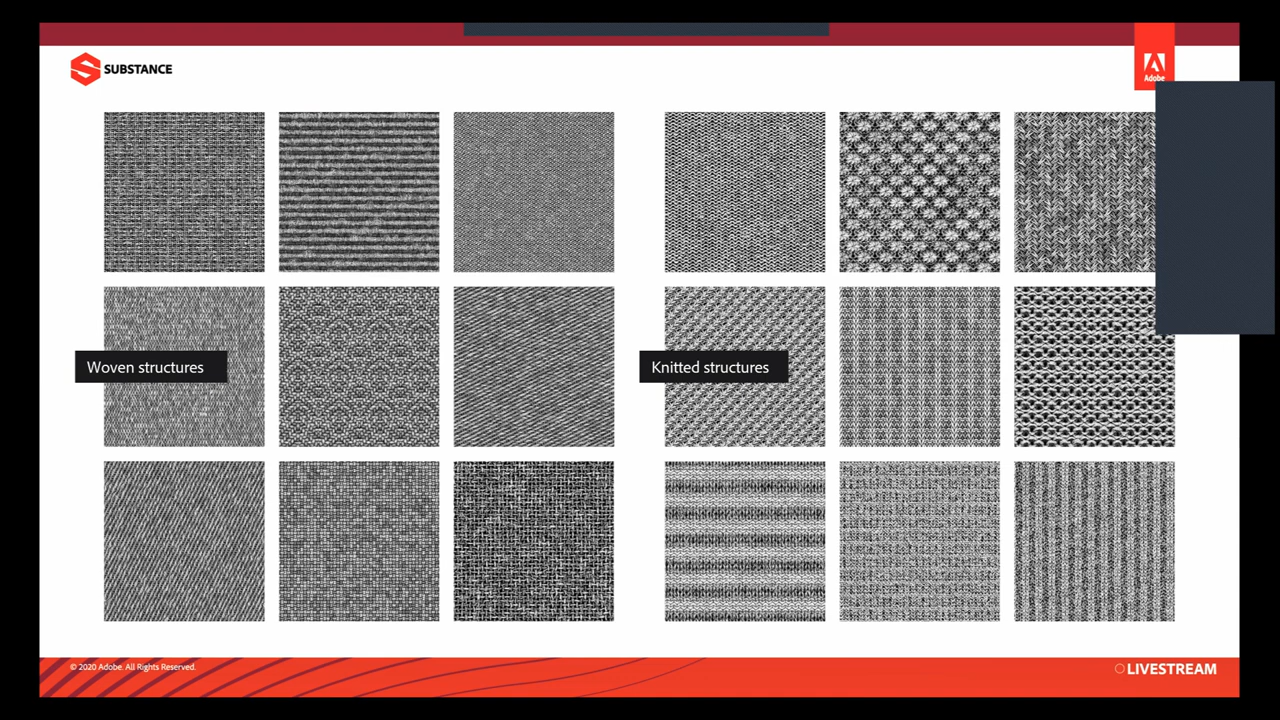 SUBSTANCE
Adobe
Woven structures
Knitted structures
© 2020 Adobe. All Rights Reserved.
LIVESTREAM